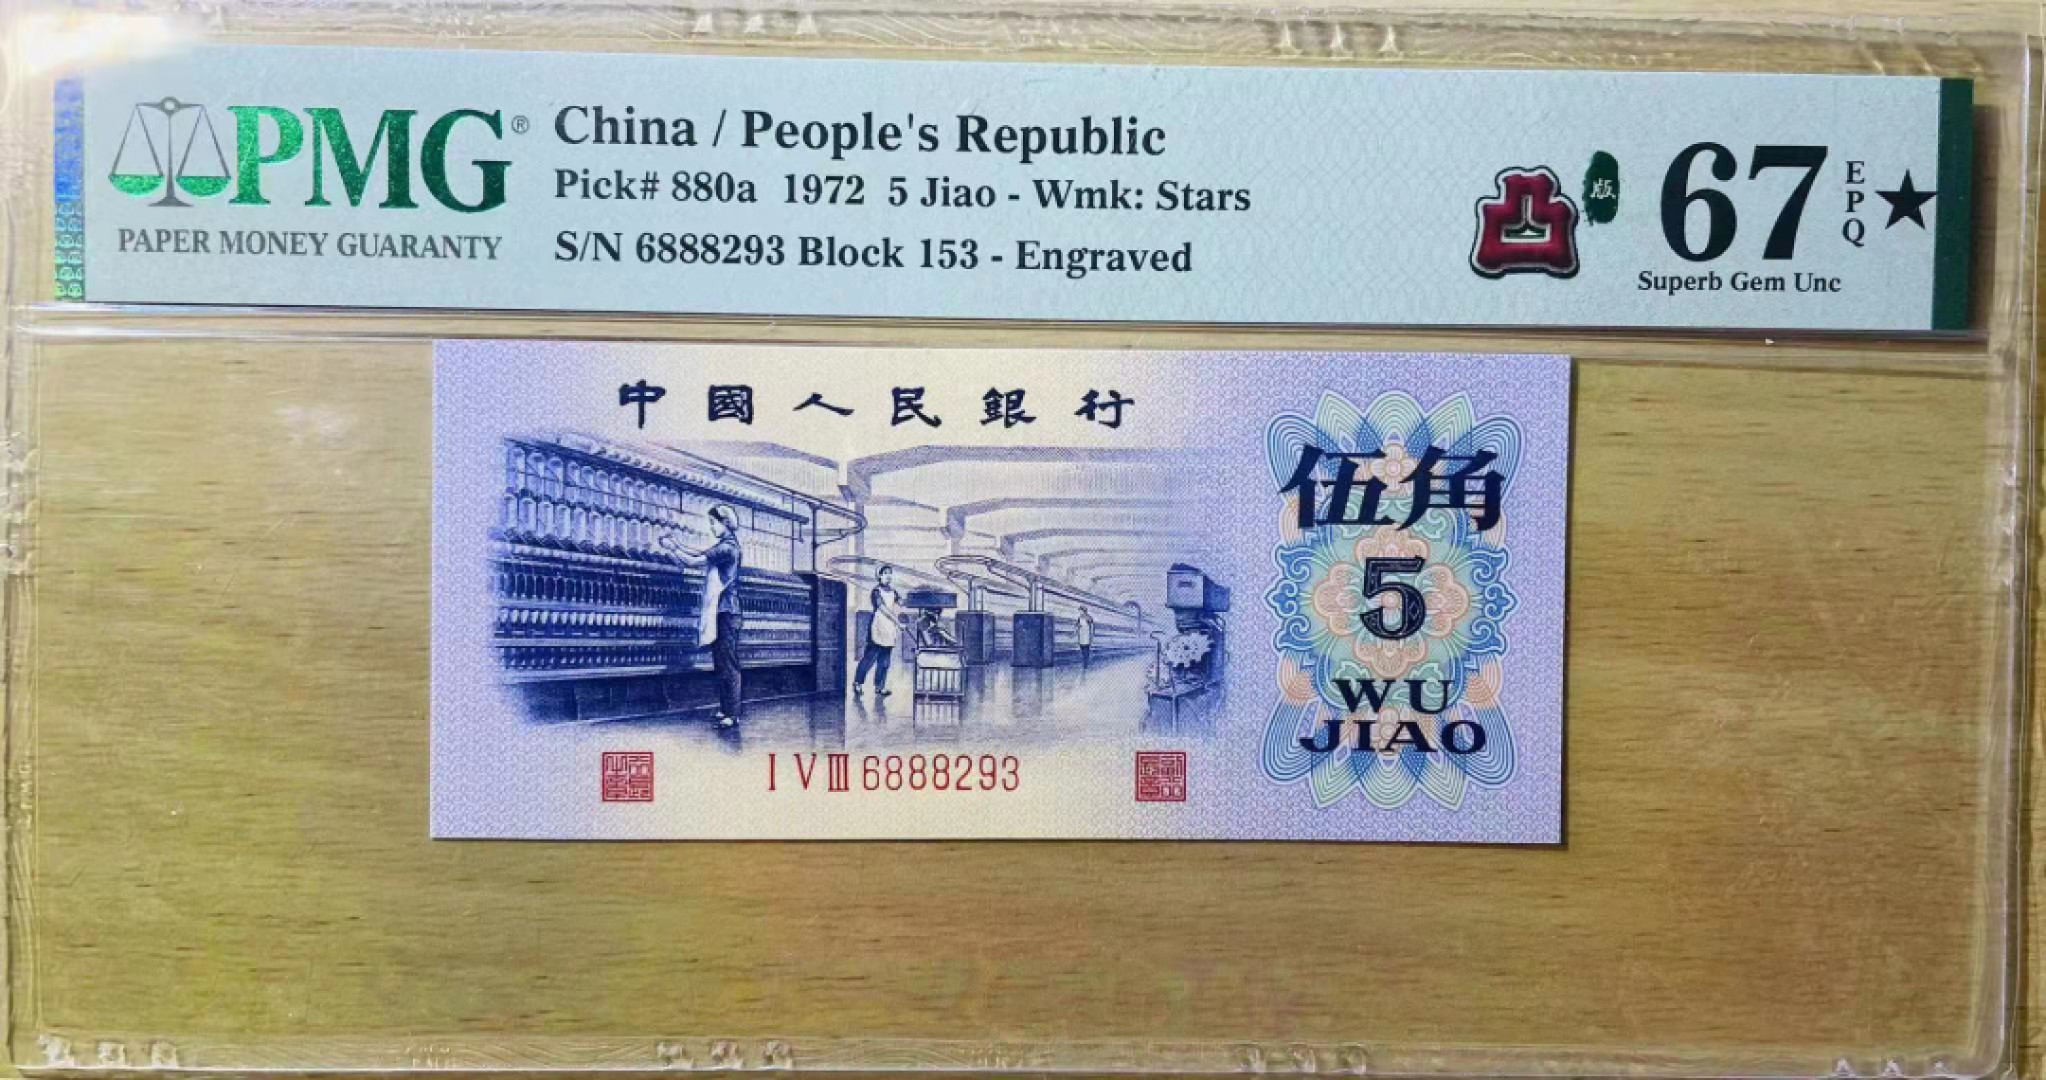 PMG®
PAPER MONEY GUARANTY
China / People's Republic
Pick# 880a 1972 5 Jiao - Wmk: Stars
S/N 6888293 Block 153 - Engraved
凸版
67 EPQ ★
Superb Gem Unc
中國人民銀行
伍角
5
WU
JIAO
I V III 6888293